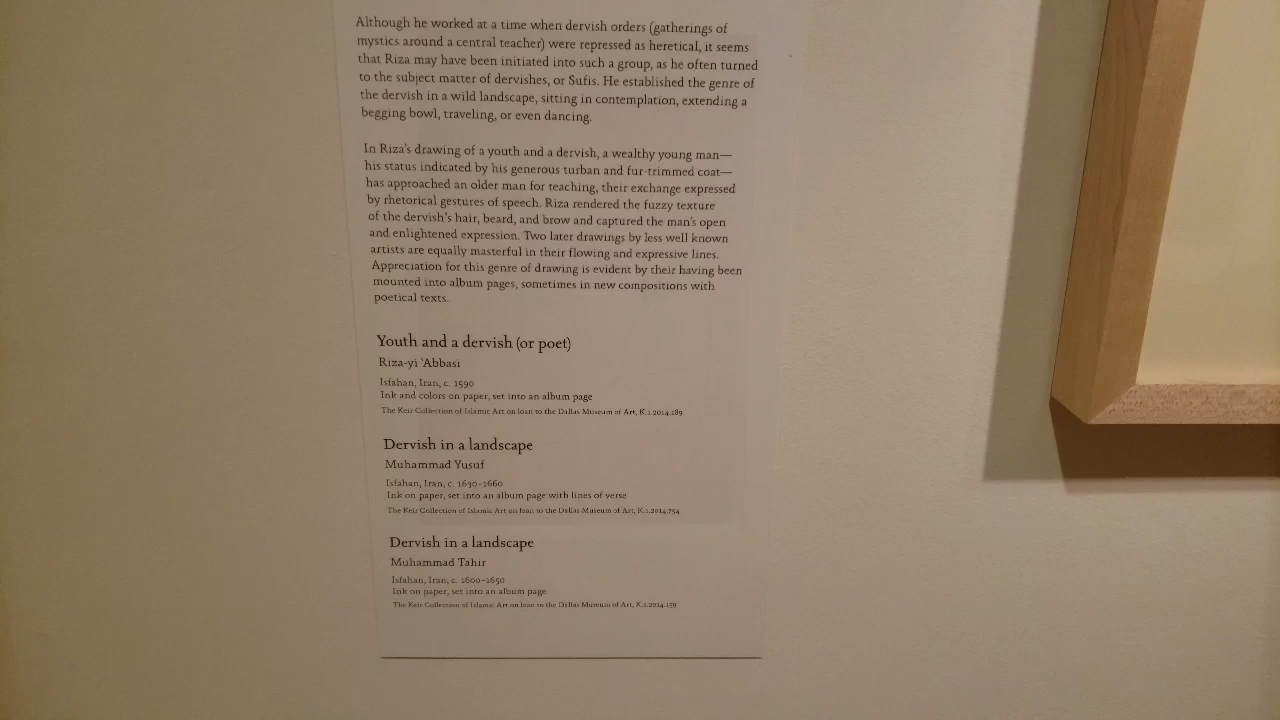 Although he worked at a time when dervish orders (gatherings of
mystics around a central teacher) were repressed as heretical, it seems
that Riza may have been initiated into such a group, as he often turned
to the subject matter of dervishes, or Sufis. He established the genre of
the dervish in a wild landscape, sitting in contemplation, extending a
begging bowl, traveling, or even dancing.
In Riza's drawing of a youth and a dervish, a wealthy young man—
his status indicated by his generous turban and fur-trimmed coat—
has approached an older man for teaching, their exchange expressed
by rhetorical gestures of speech. Riza rendered the fuzzy texture
of the dervish's hair, beard, and brow and captured the man's open
and enlightened expression. Two later drawings by less well known
artists are equally masterful in their flowing and expressive lines.
Appreciation for this genre of drawing is evident by their having been
mounted into album pages, sometimes in new compositions with
poetical texts.
Youth and a dervish (or poet)
Riza-yi 'Abbasi
Isfahan, Iran, c. 1590
Ink and colors on paper, set into an album page
The Keir Collection of Islamic Art on loan to the Dallas Museum of Art, K.1.2014.189
Dervish in a landscape
Muhammad Yusuf
Isfahan, Iran, c. 1630–1660
Ink on paper, set into an album page with lines of verse
The Keir Collection of Islamic Art on loan to the Dallas Museum of Art, K.1.2014.754
Dervish in a landscape
Muhammad Tahir
Isfahan, Iran, c. 1600–1650
Ink on paper, set into an album page
The Keir Collection of Islamic Art on loan to the Dallas Museum of Art, K.1.2014.159